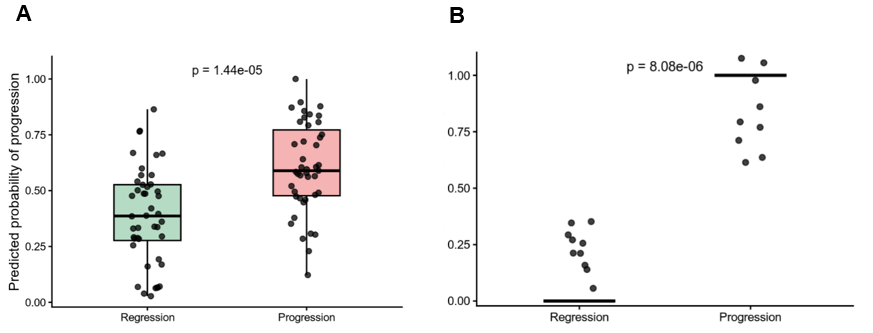 A
B
p = 1.44e-05
p = 8.08e-06
Predicted probability of progression
1.00
0.75
0.50
0.25
0.00
Regression
Progression
1.00
0.75
0.50
0.25
0.00
Regression
Progression